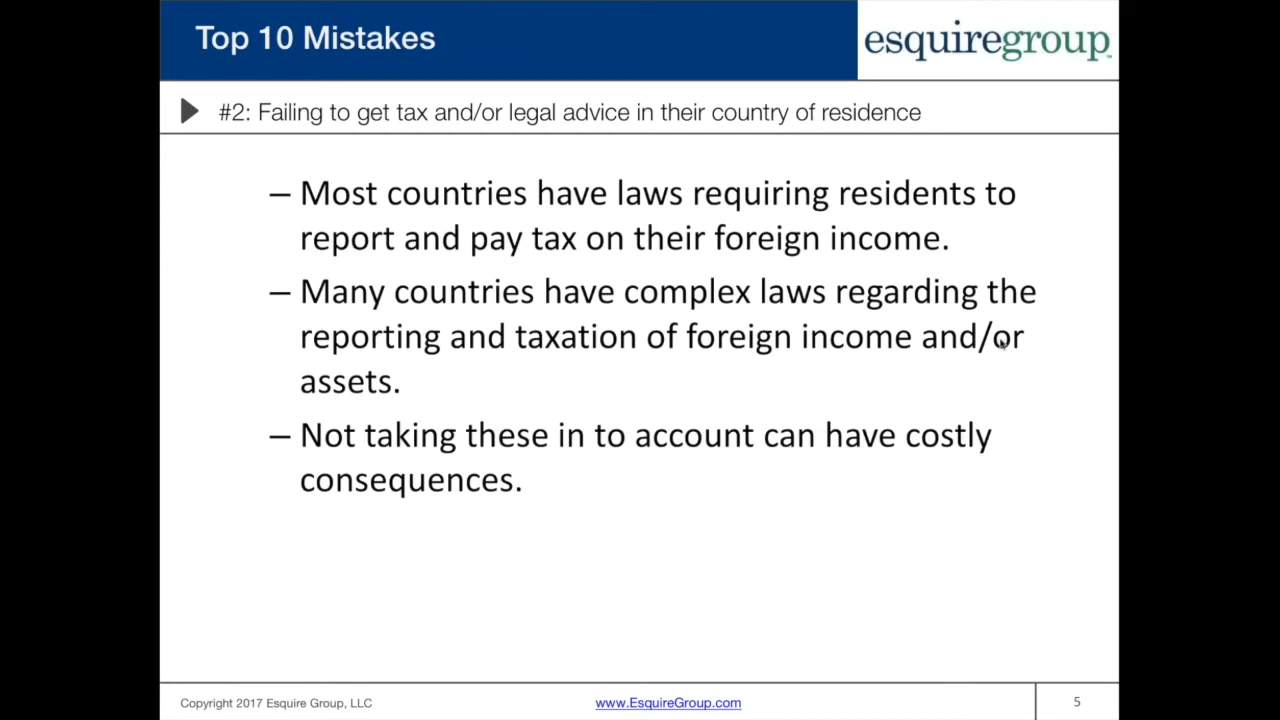 Top 10 Mistakes
esquiregroup
#2: Failing to get tax and/or legal advice in their country of residence
– Most countries have laws requiring residents to
report and pay tax on their foreign income.
– Many countries have complex laws regarding the
reporting and taxation of foreign income and/or
assets.
– Not taking these in to account can have costly
consequences.
Copyright 2017 Esquire Group, LLC
www.EsquireGroup.com
5